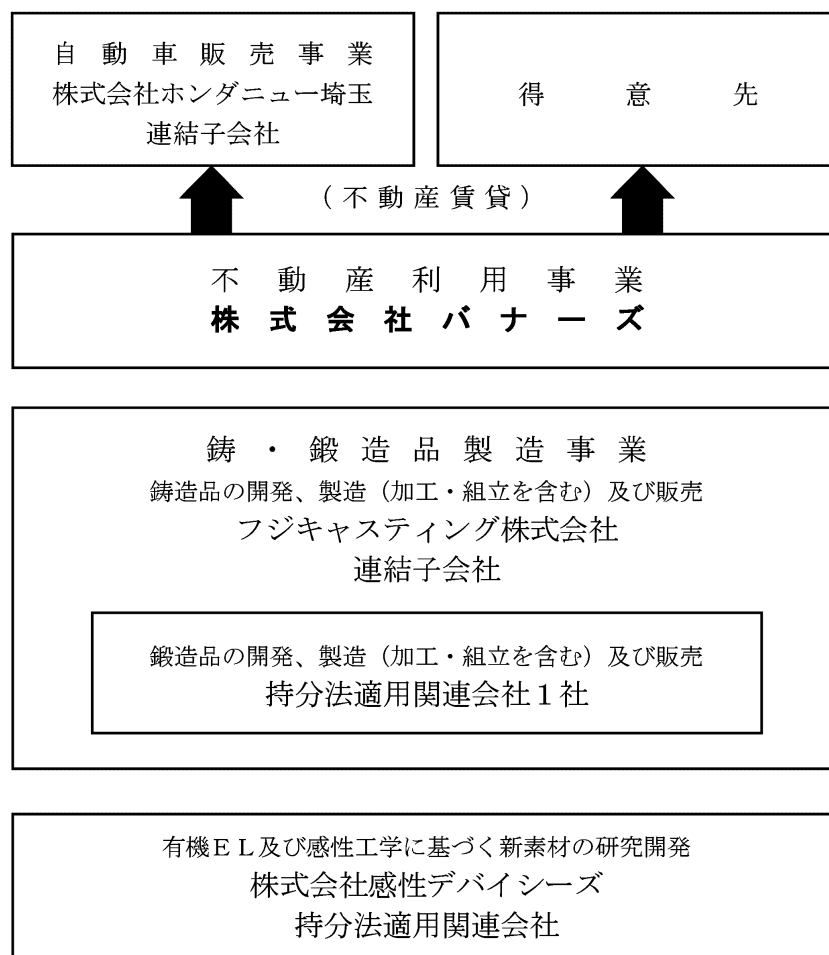 自動車販売事業
株式会社ホンダニュー埼玉
連結子会社
得意先
（不動産賃貸）
不動産利用事業
株式会社バナーズ
鋳・鍛造品製造事業
鋳造品の開発、製造（加工・組立を含む）及び販売
フジキャスティング株式会社
連結子会社
鍛造品の開発、製造（加工・組立を含む）及び販売
持分法適用関連会社１社
有機ＥＬ及び感性工学に基づく新素材の研究開発
株式会社感性デバイシーズ
持分法適用関連会社